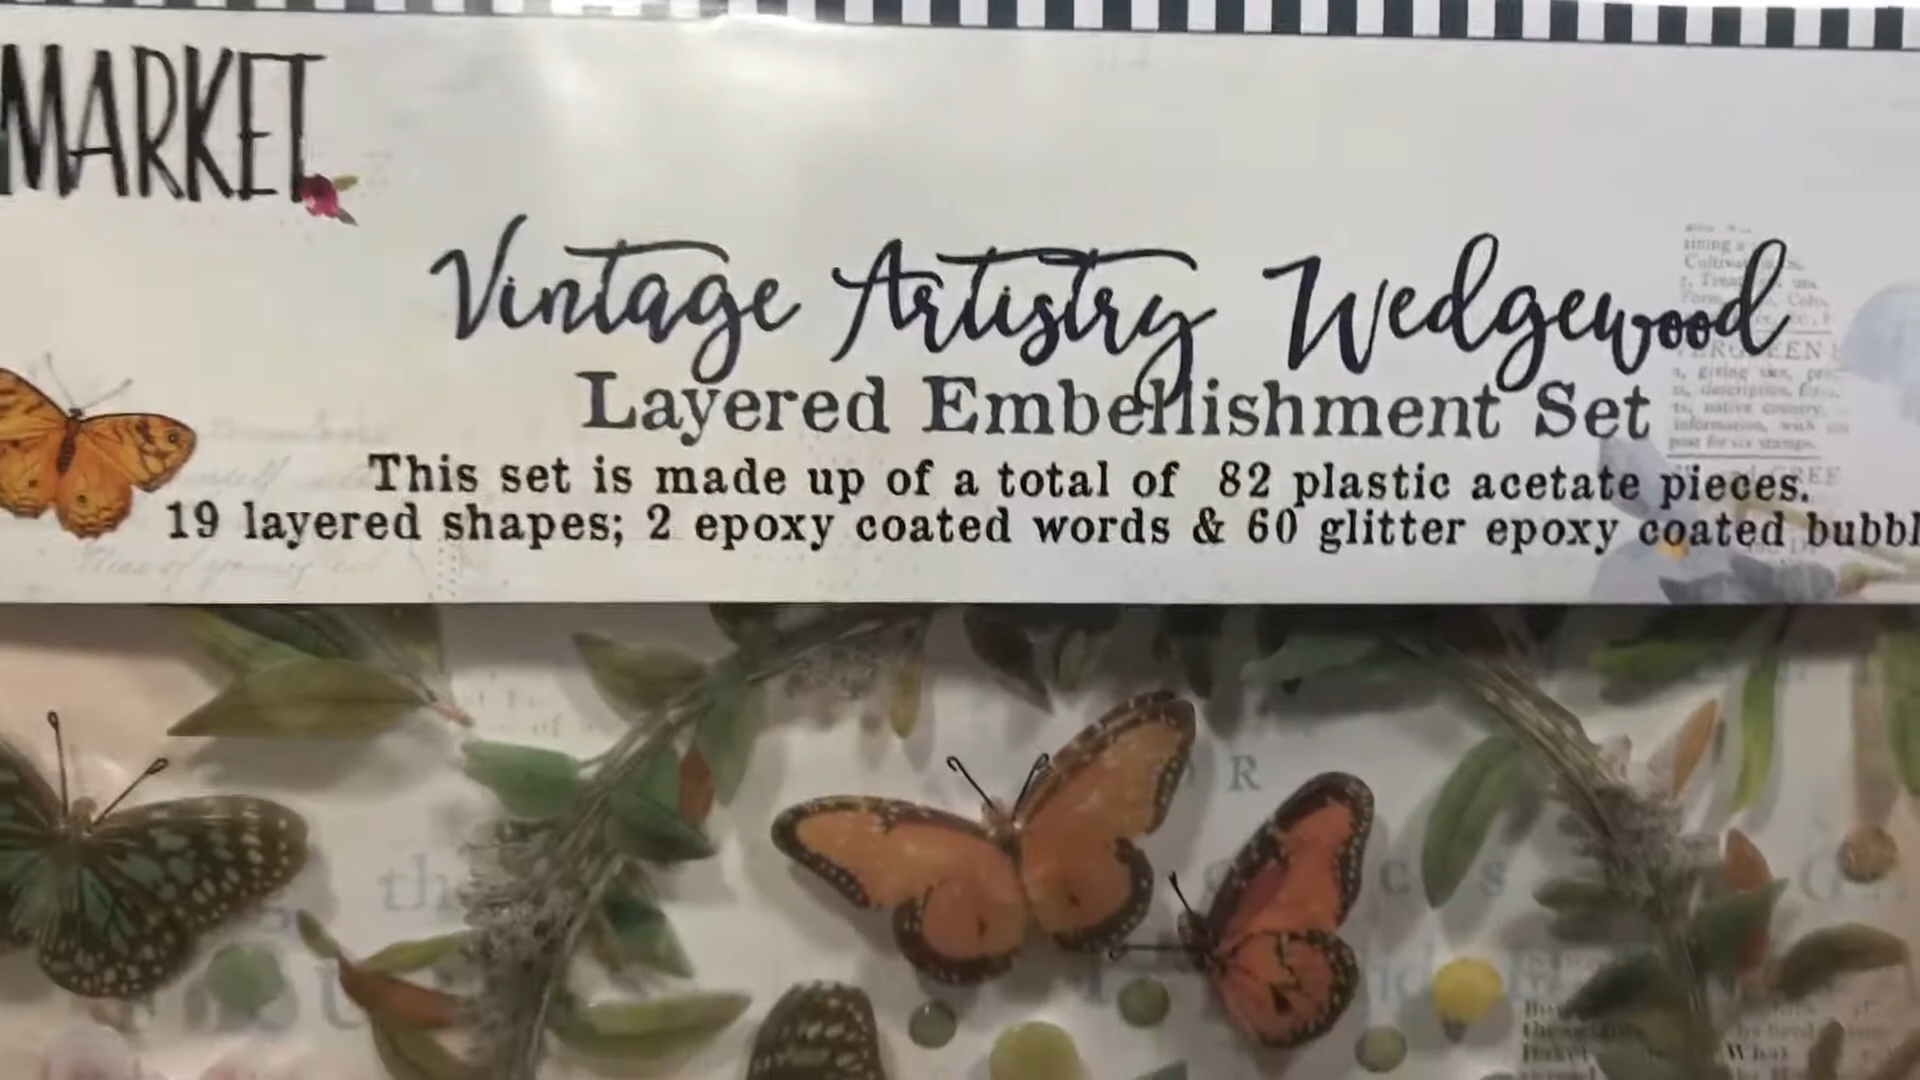 MARKET
Vintage Artistry Wedgewood
Layered Embellishment Set
This set is made up of a total of 82 plastic acetate pieces.
19 layered shapes; 2 epoxy coated words & 60 glitter epoxy coated bubbl
R